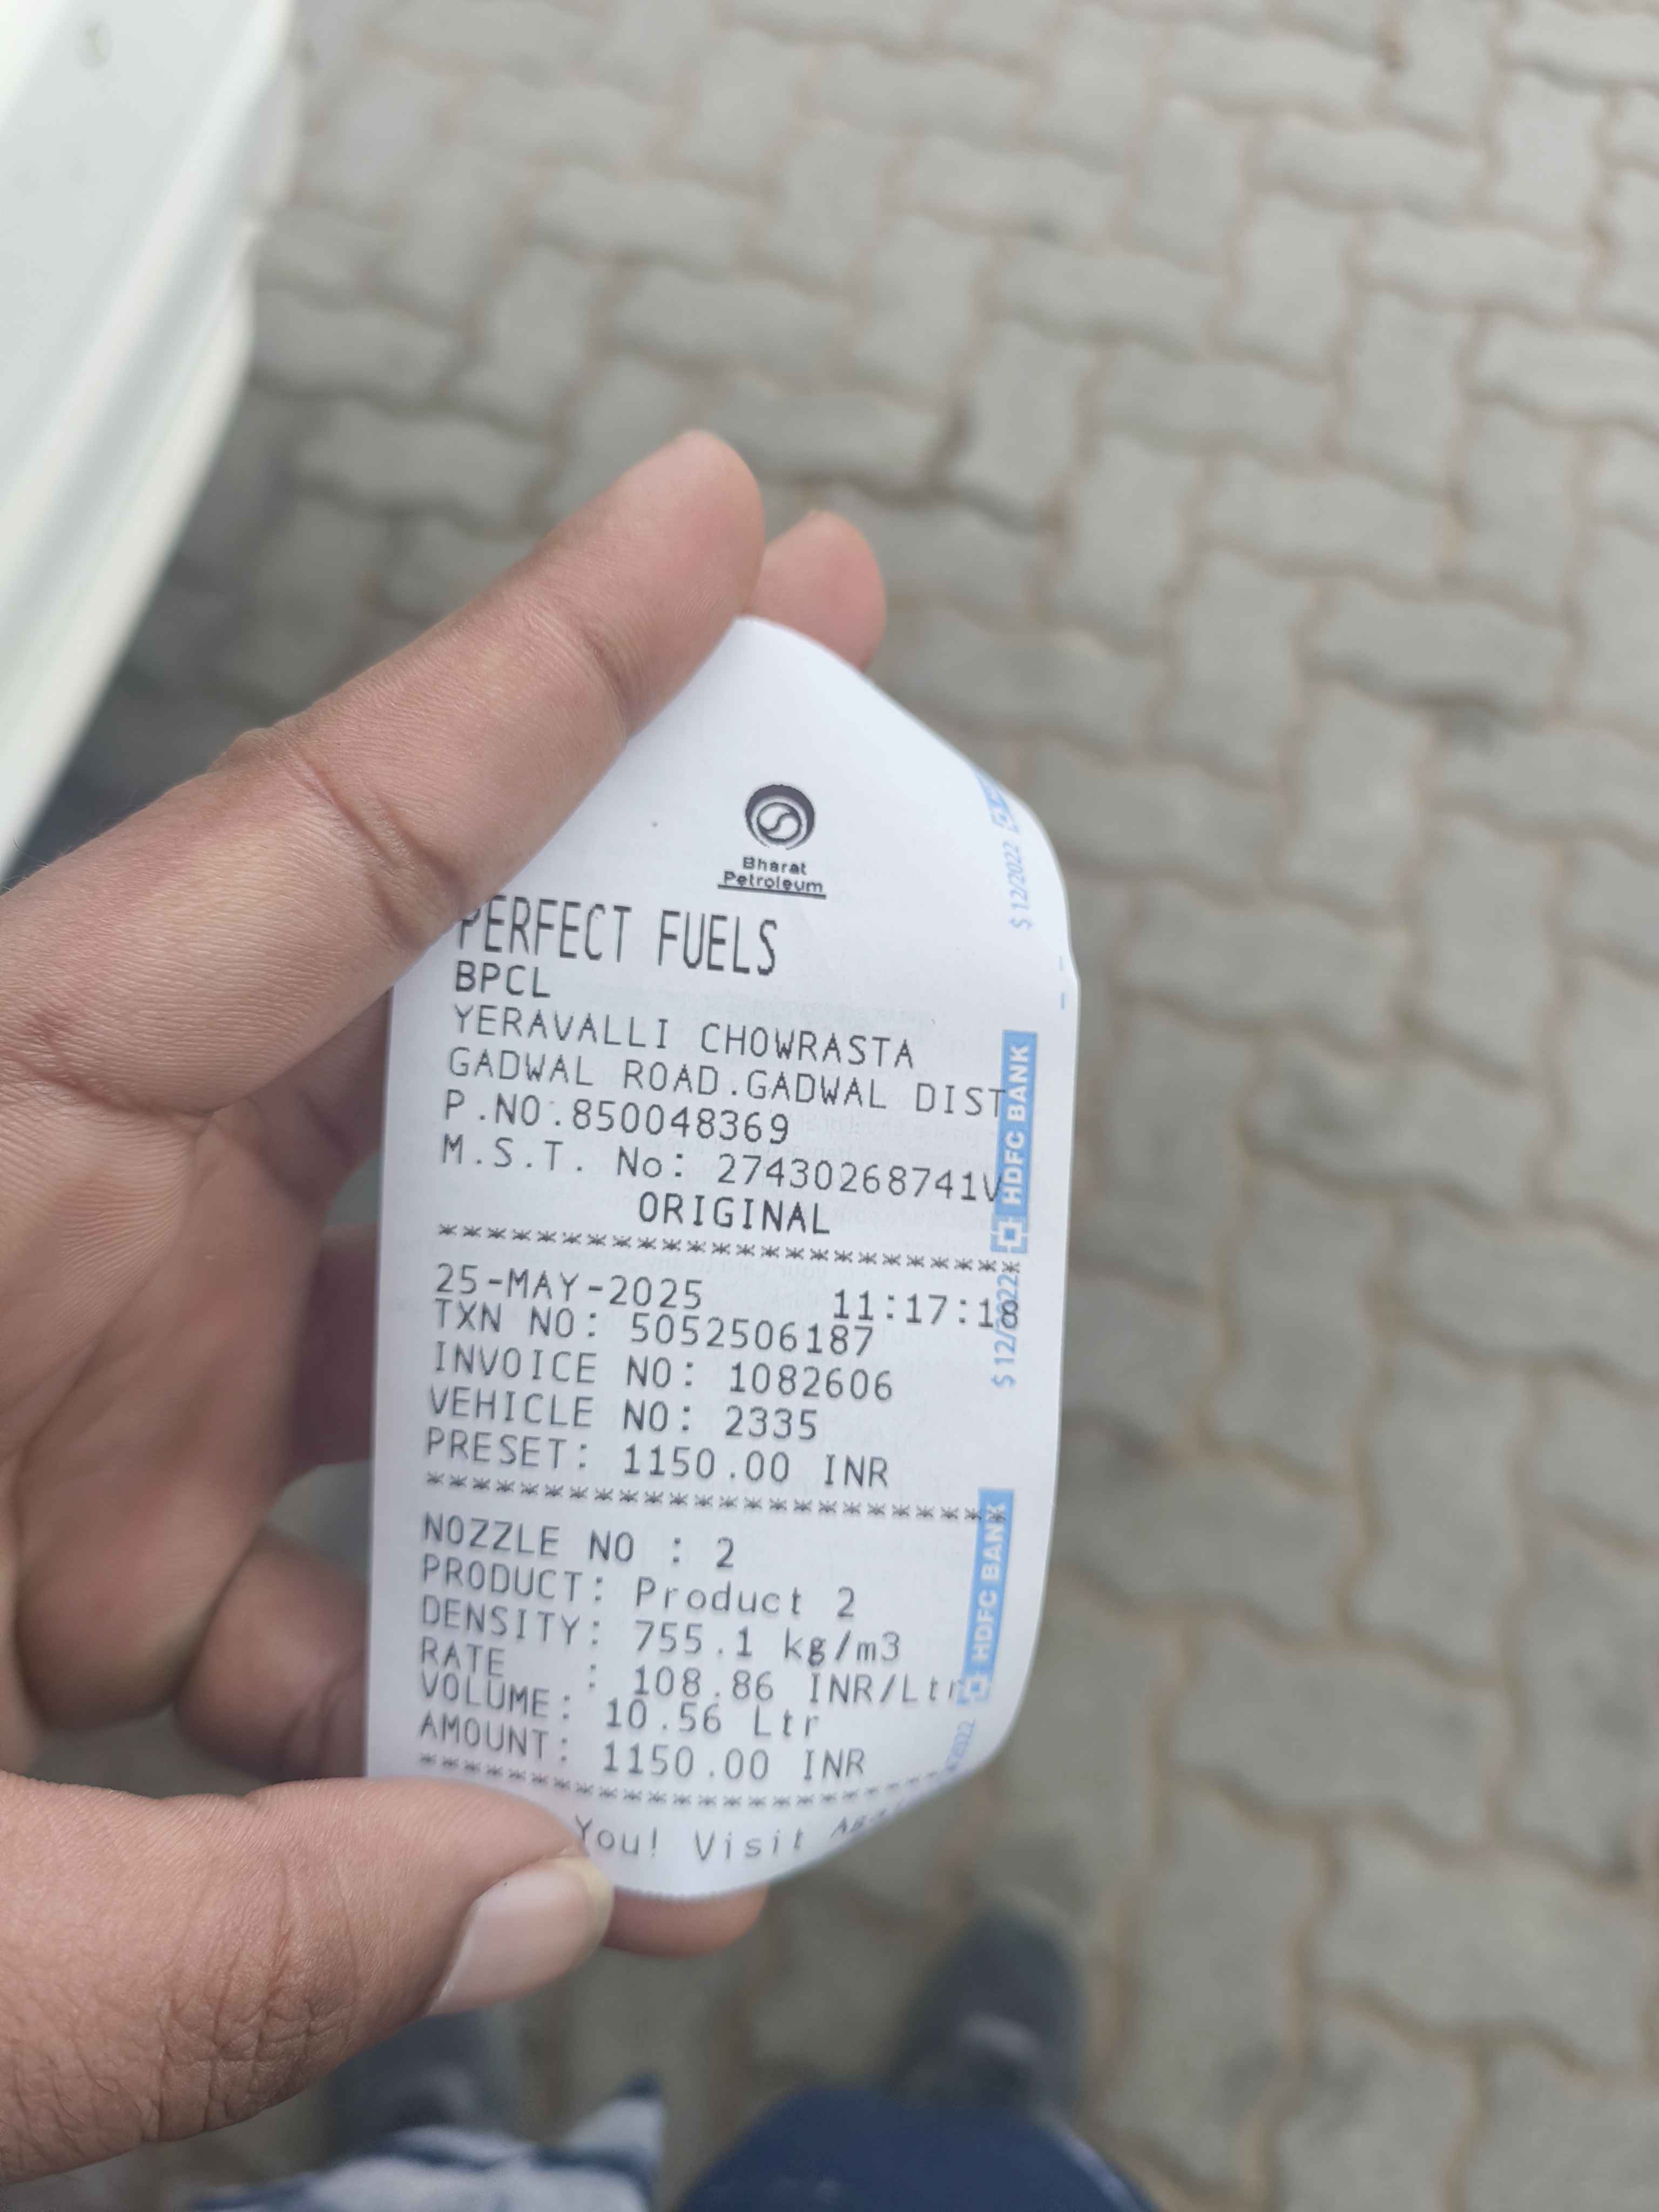 Bharat
Petroleum
PERFECT FUELS
BPCL
YERAVALLI CHOWRASTA
GADWAL ROAD.GADWAL DIST
P.NO.850048369
M.S.T. No: 27430268741V
ORIGINAL
************************
25-MAY-2025 11:17:18
TXN NO: 5052506187
INVOICE NO: 1082606
VEHICLE NO: 2335
PRESET: 1150.00 INR
************************
NOZZLE NO : 2
PRODUCT: Product 2
DENSITY: 755.1 kg/m3
RATE : 108.86 INR/Ltr
VOLUME: 10.56 Ltr
AMOUNT: 1150.00 INR
************************
You! Visit
$ 12/2022
HDFC BANK
$ 12/2022
HDFC BANK